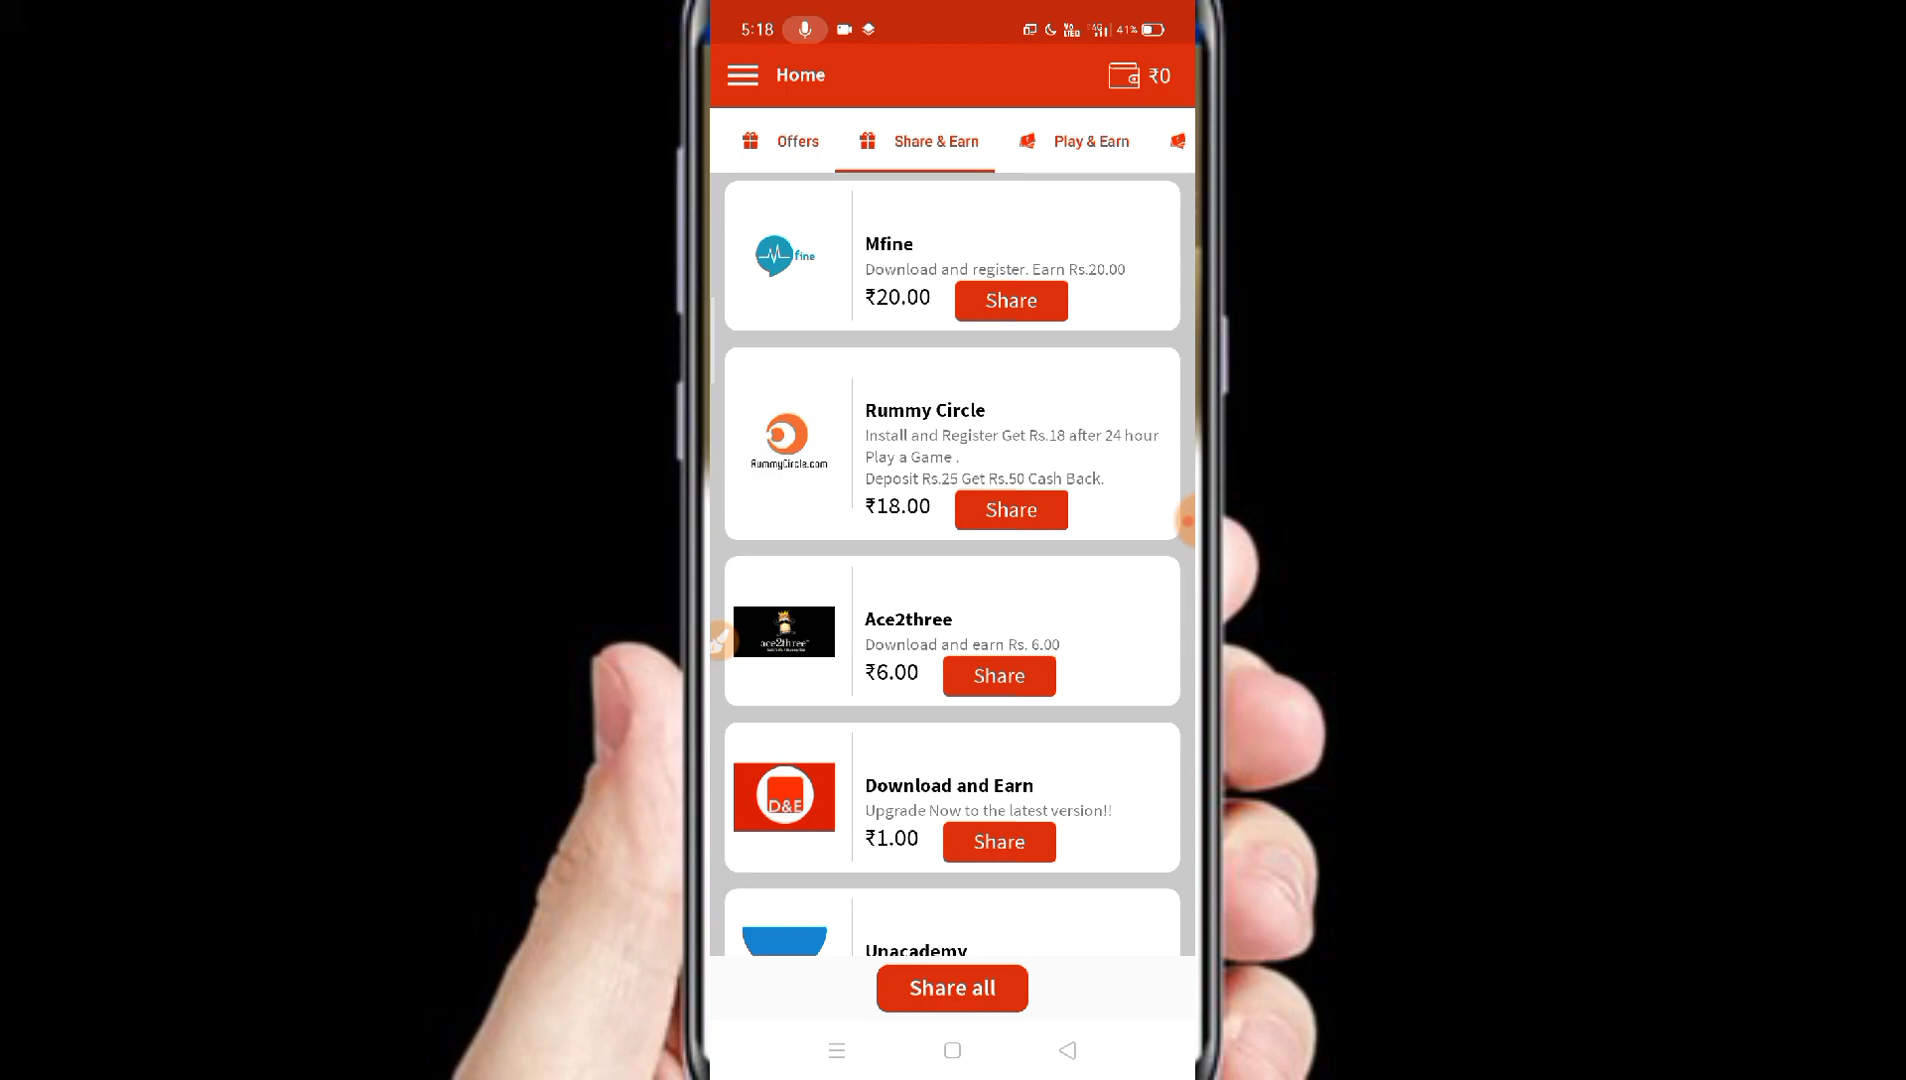 5:18
VoLTE 4G 41%
Home
₹0
Offers
Share & Earn
Play & Earn
fine
Mfine
Download and register. Earn Rs.20.00
₹20.00
Share
RummyCircle.com
Rummy Circle
Install and Register Get Rs.18 after 24 hour
Play a Game .
Deposit Rs.25 Get Rs.50 Cash Back.
₹18.00
Share
ace2three
Ace2three
Download and earn Rs. 6.00
₹6.00
Share
D&E
Download and Earn
Upgrade Now to the latest version!!
₹1.00
Share
Unacademy
Share all